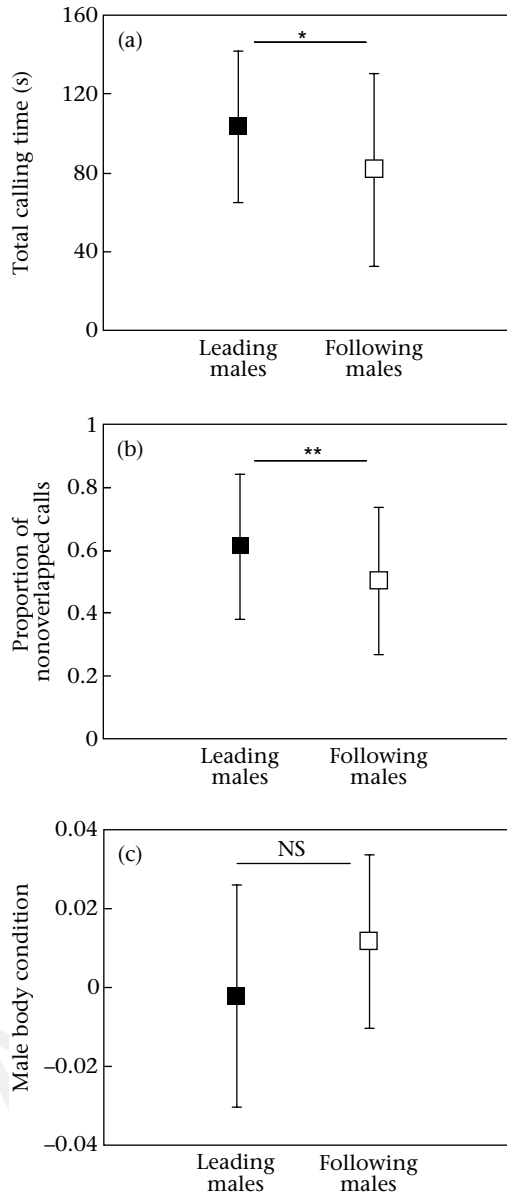 (a)
*
Total calling time (s)
160
120
80
40
0
Leading
males
Following
males
(b)
**
Proportion of
nonoverlapped calls
1
0.8
0.6
0.4
0.2
0
Leading
males
Following
males
(c)
NS
Male body condition
0.04
0.02
0
–0.02
–0.04
Leading
males
Following
males